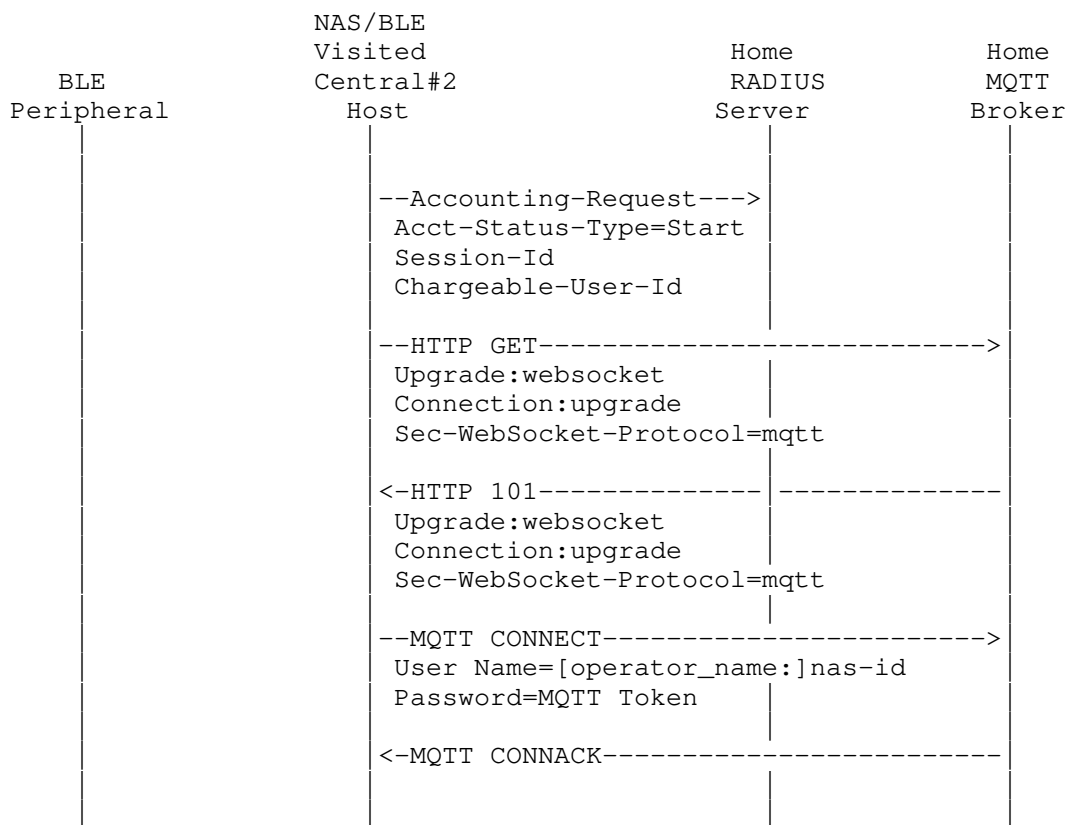 NAS/BLE
Visited Home Home
BLE Central#2 RADIUS MQTT
Peripheral Host Server Broker
--Accounting-Request--->
Acct-Status-Type=Start
Session-Id
Chargeable-User-Id
--HTTP GET---------------------------->
Upgrade:websocket
Connection:upgrade
Sec-WebSocket-Protocol=mqtt
<-HTTP 101--------------|--------------
Upgrade:websocket
Connection:upgrade
Sec-WebSocket-Protocol=mqtt
--MQTT CONNECT------------------------>
User Name=[operator_name:]nas-id
Password=MQTT Token
<-MQTT CONNACK-------------------------